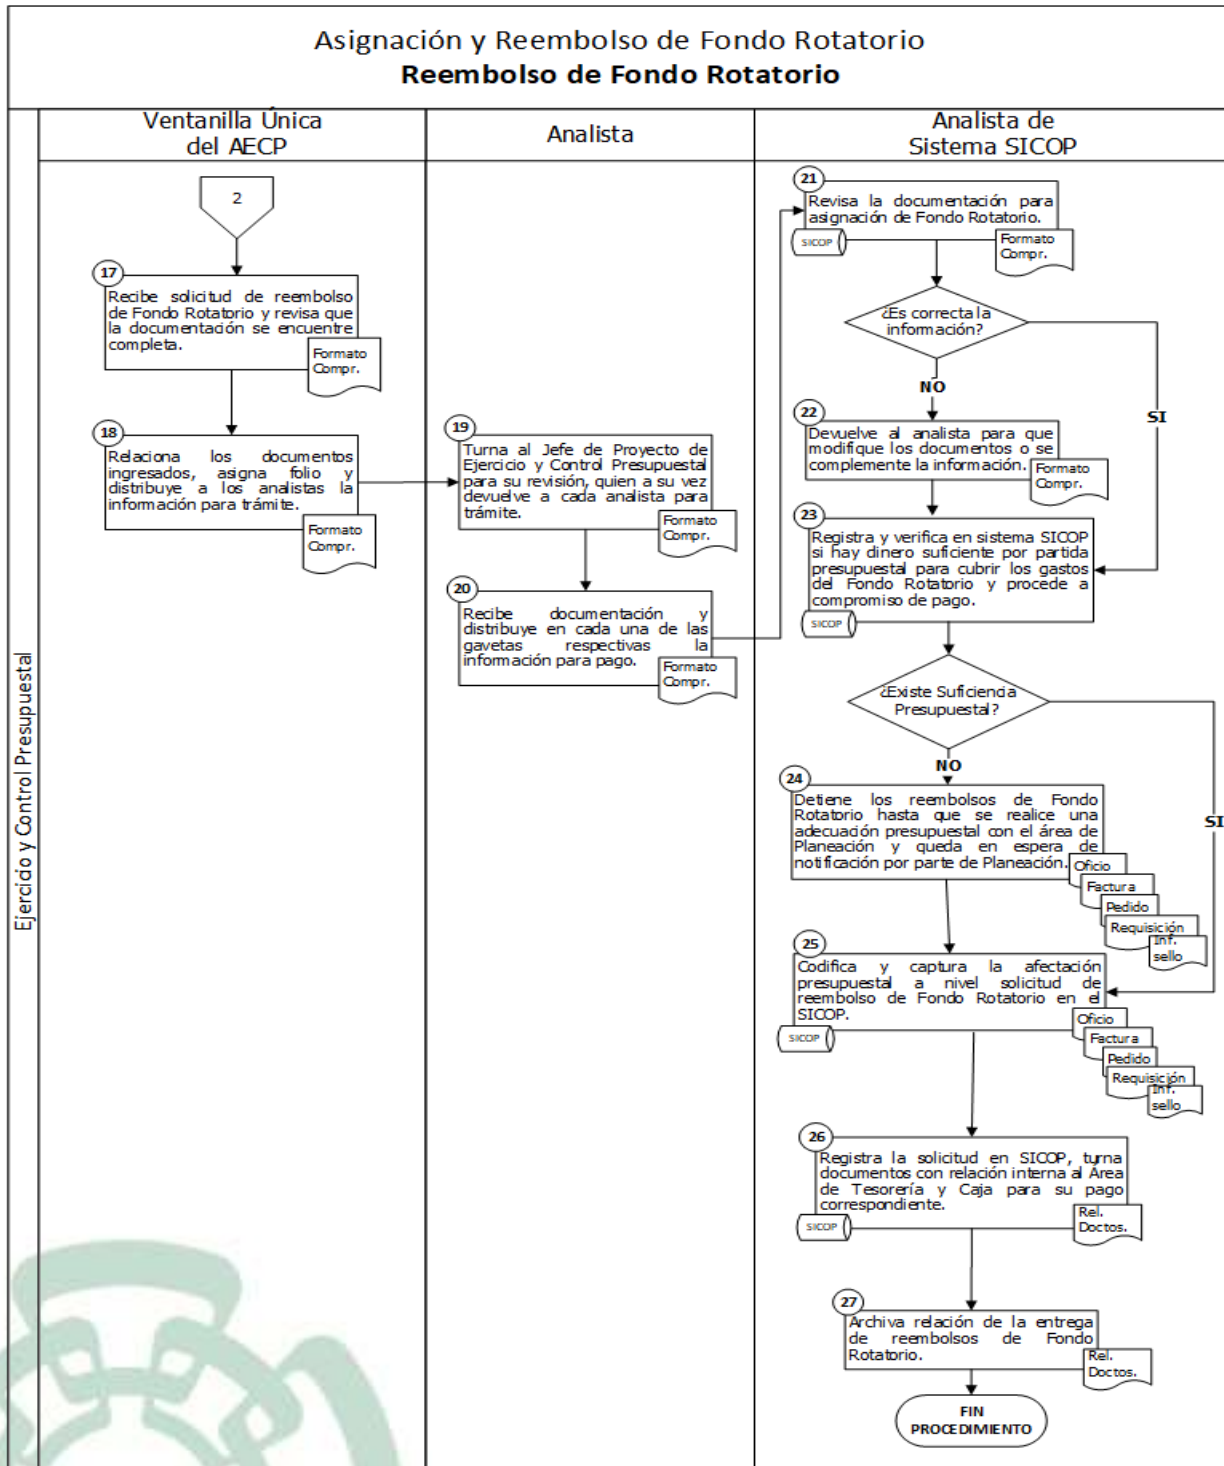 Asignación y Reembolso de Fondo Rotatorio
Reembolso de Fondo Rotatorio
Ejercido y Control Presupuestal
Ventanilla Única
del AECP
Analista
Analista de
Sistema SICOP
2
17
Recibe solicitud de reembolso
de Fondo Rotatorio y revisa que
la documentación se encuentre
completa.
Formato
Compr.
18
Relaciona los documentos
ingresados, asigna folio y
distribuye a los analistas la
información para trámite.
Formato
Compr.
19
Turna al Jefe de Proyecto de
Ejercicio y Control Presupuestal
para su revisión, quien a su vez
devuelve a cada analista para
trámite.
Formato
Compr.
20
Recibe documentación y
distribuye en cada una de las
gavetas respectivas la
información para pago.
Formato
Compr.
21
Revisa la documentación para
asignación de Fondo Rotatorio.
SICOP
Formato
Compr.
¿Es correcta la
información?
NO
SI
22
Devuelve al analista para que
modifique los documentos o se
complemente la información.
Formato
Compr.
23
Registra y verifica en sistema SICOP
si hay dinero suficiente por partida
presupuestal para cubrir los gastos
del Fondo Rotatorio y procede a
compromiso de pago.
SICOP
¿Existe Suficiencia
Presupuestal?
NO
SI
24
Detiene los reembolsos de Fondo
Rotatorio hasta que se realice una
adecuación presupuestal con el área de
Planeación y queda en espera de
notificación por parte de Planeación.
Oficio
Factura
Pedido
Requisición
Inf.
sello
25
Codifica y captura la afectación
presupuestal a nivel solicitud de
reembolso de Fondo Rotatorio en el
SICOP.
SICOP
Oficio
Factura
Pedido
Requisición
Inf.
sello
26
Registra la solicitud en SICOP, turna
documentos con relación interna al Área
de Tesorería y Caja para su pago
correspondiente.
SICOP
Rel.
Doctos.
27
Archiva relación de la entrega
de reembolsos de Fondo
Rotatorio.
Rel.
Doctos.
FIN
PROCEDIMIENTO